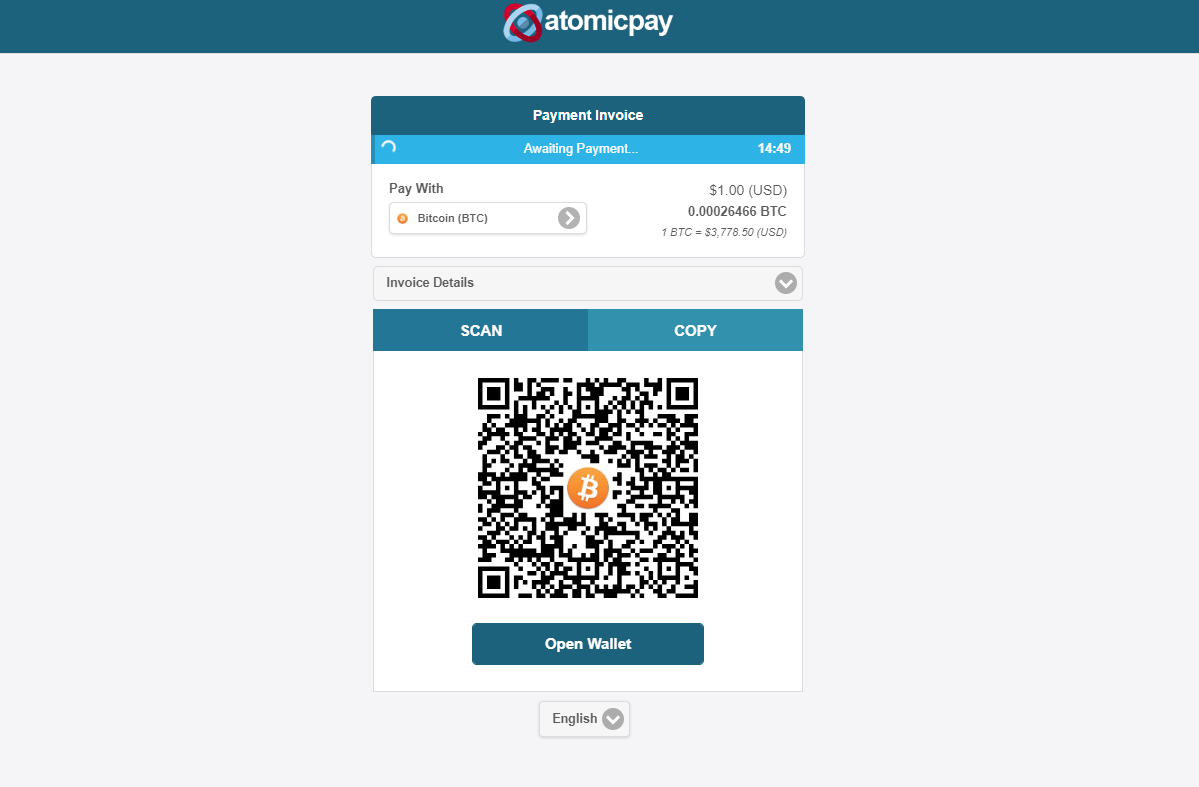 atomicpay
Payment Invoice
Awaiting Payment... 14:49
Pay With
$1.00 (USD)
Bitcoin (BTC)
0.00026466 BTC
1 BTC = $3,778.50 (USD)
Invoice Details
SCAN COPY
Open Wallet
English